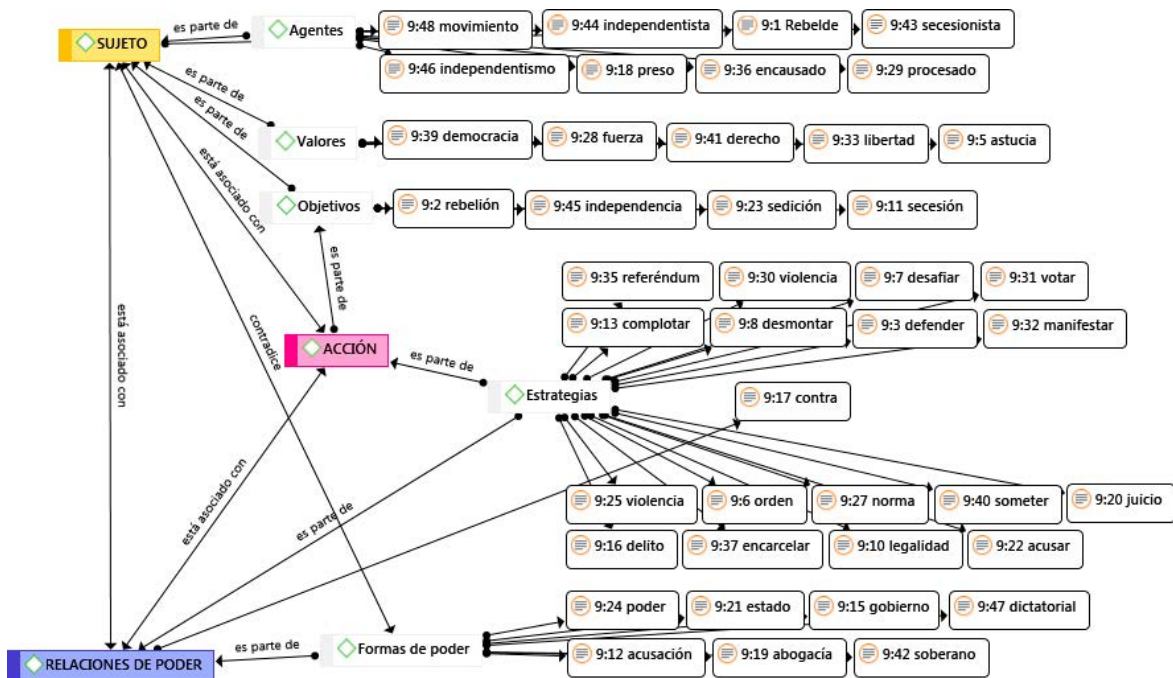 es parte de
Agentes
9:48 movimiento
9:44 independentista
9:1 Rebelde
9:43 secesionista
SUJETO
9:46 independentismo
9:18 preso
9:36 encausado
9:29 procesado
es parte de
es parte de
Valores
9:39 democracia
9:28 fuerza
9:41 derecho
9:33 libertad
9:5 astucia
está asociado con
Objetivos
9:2 rebelión
9:45 independencia
9:23 sedición
9:11 secesión
es parte de
9:35 referéndum
9:30 violencia
9:7 desafiar
9:31 votar
está asociado con
contradice
9:13 complotar
9:8 desmontar
9:3 defender
9:32 manifestar
ACCIÓN
es parte de
Estrategias
9:17 contra
está asociado con
es parte de
9:25 violencia
9:6 orden
9:27 norma
9:40 someter
9:20 juicio
9:16 delito
9:37 encarcelar
9:10 legalidad
9:22 acusar
9:24 poder
9:21 estado
9:15 gobierno
9:47 dictatorial
RELACIONES DE PODER
es parte de
Formas de poder
9:12 acusación
9:19 abogacía
9:42 soberano